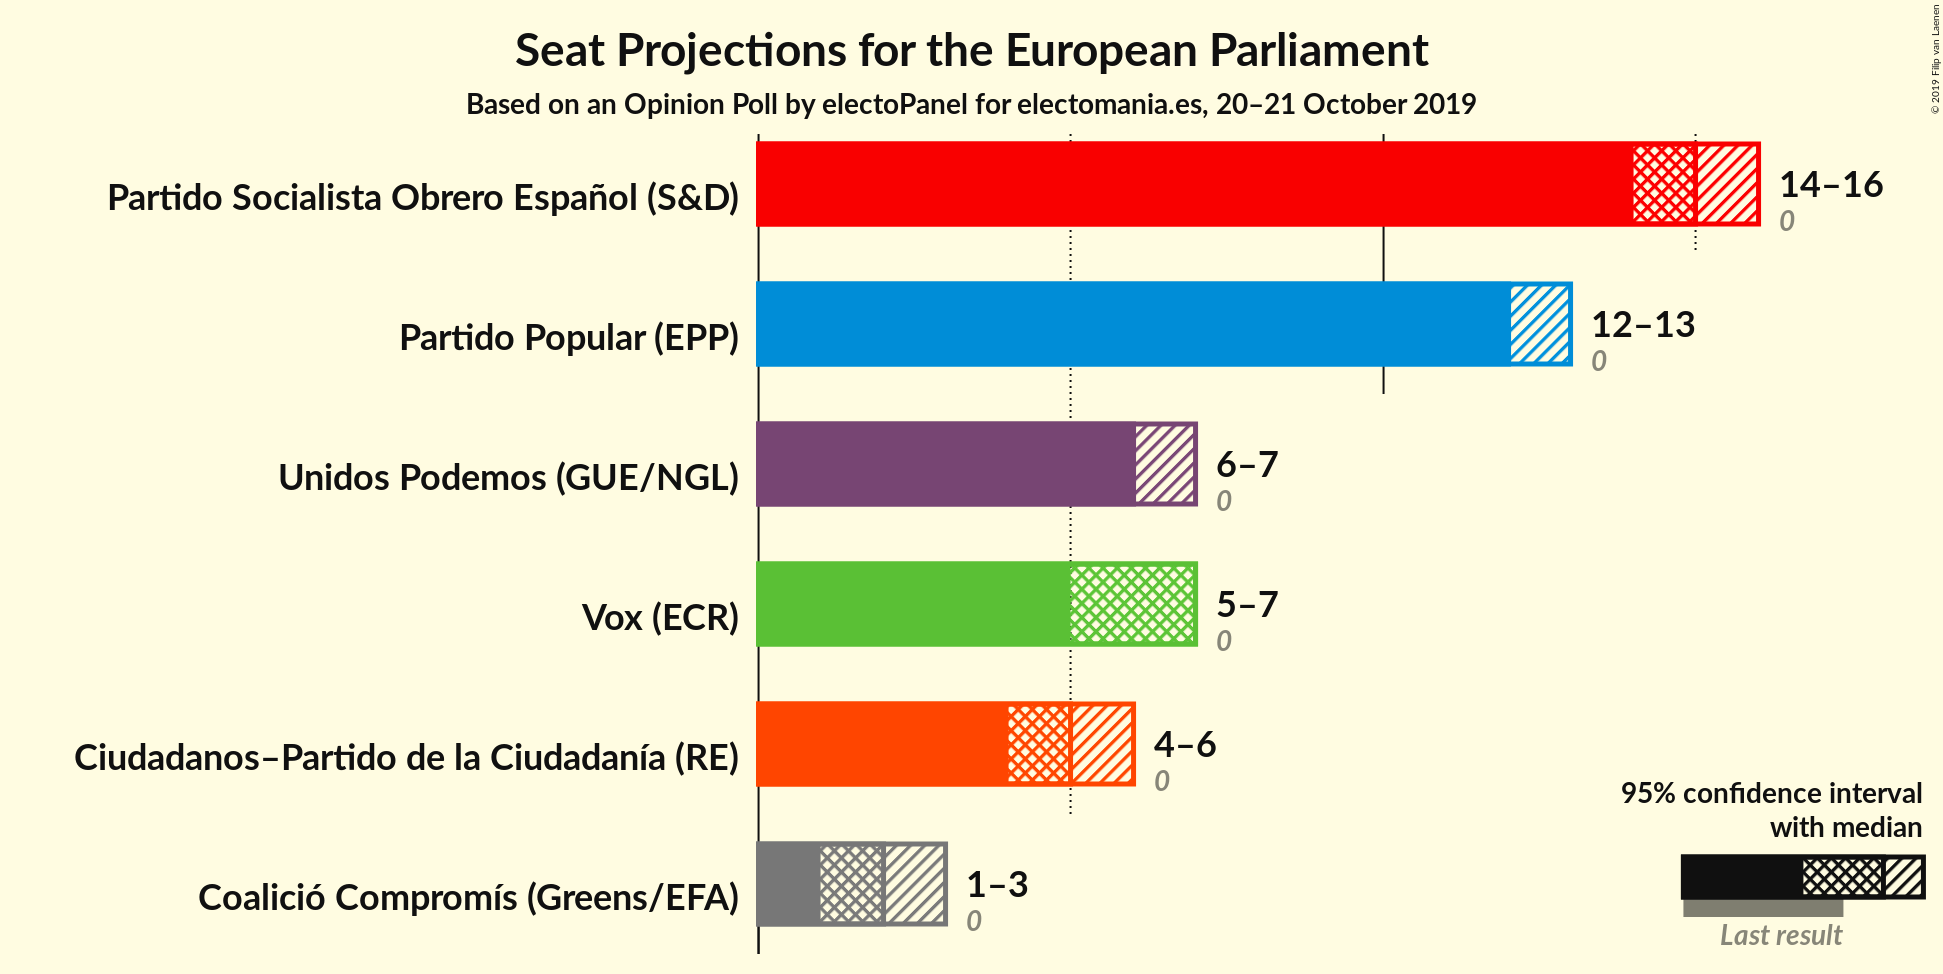 Seat Projections for the European Parliament
Based on an Opinion Poll by electoPanel for electomania.es, 20–21 October 2019
© 2019 Filip van Laenen
Partido Socialista Obrero Español (S&D)
14–16
0
Partido Popular (EPP)
12–13
0
Unidos Podemos (GUE/NGL)
6–7
0
Vox (ECR)
5–7
0
Ciudadanos–Partido de la Ciudadanía (RE)
4–6
0
Coalició Compromís (Greens/EFA)
1–3
0
95% confidence interval
with median
Last result